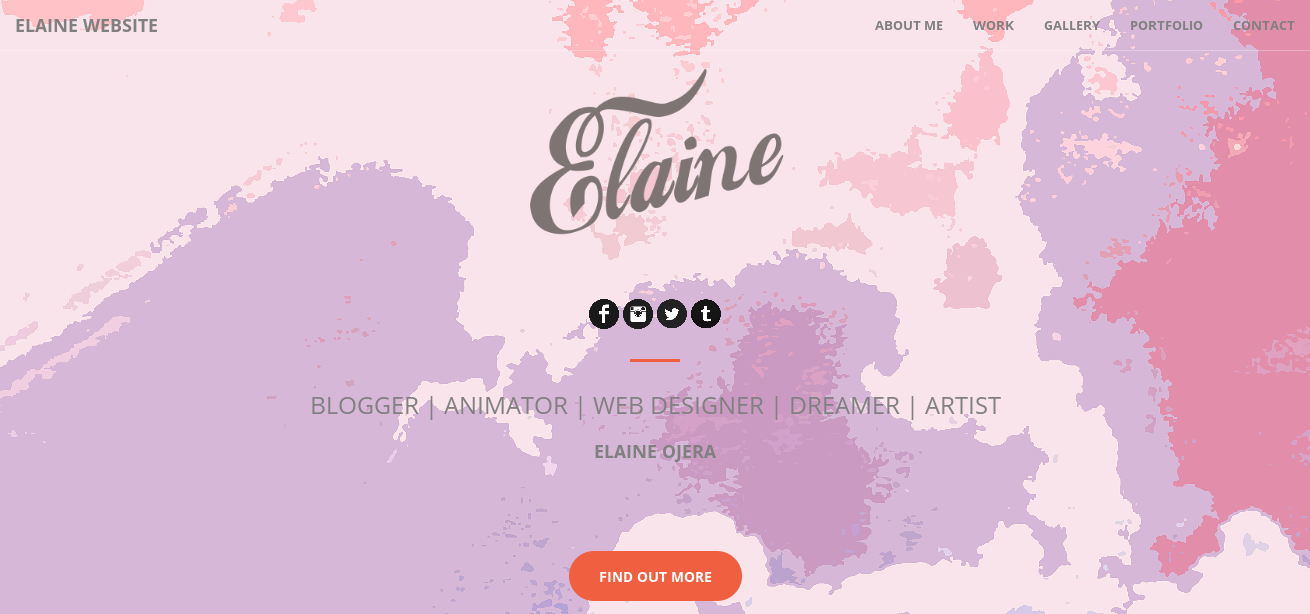 ELAINE WEBSITE
ABOUT ME WORK GALLERY PORTFOLIO CONTACT
Elaine
BLOGGER | ANIMATOR | WEB DESIGNER | DREAMER | ARTIST
ELAINE OJERA
FIND OUT MORE